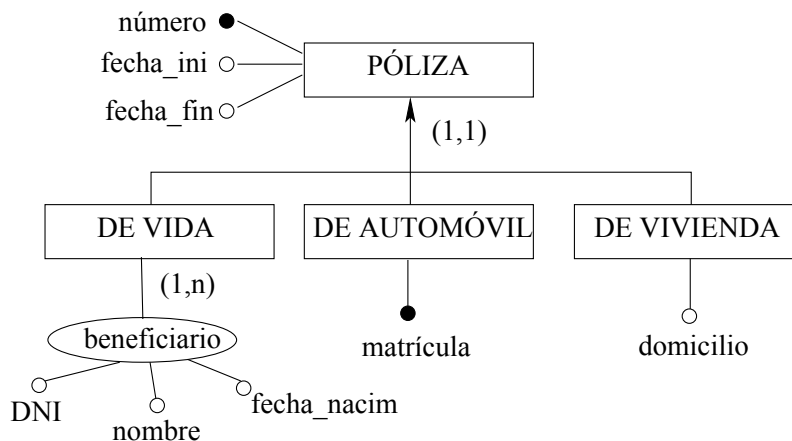 número
fecha_ini
fecha_fin
PÓLIZA
(1,1)
DE VIDA
DE AUTOMÓVIL
DE VIVIENDA
(1,n)
beneficiario
matrícula
domicilio
DNI
nombre
fecha_nacim